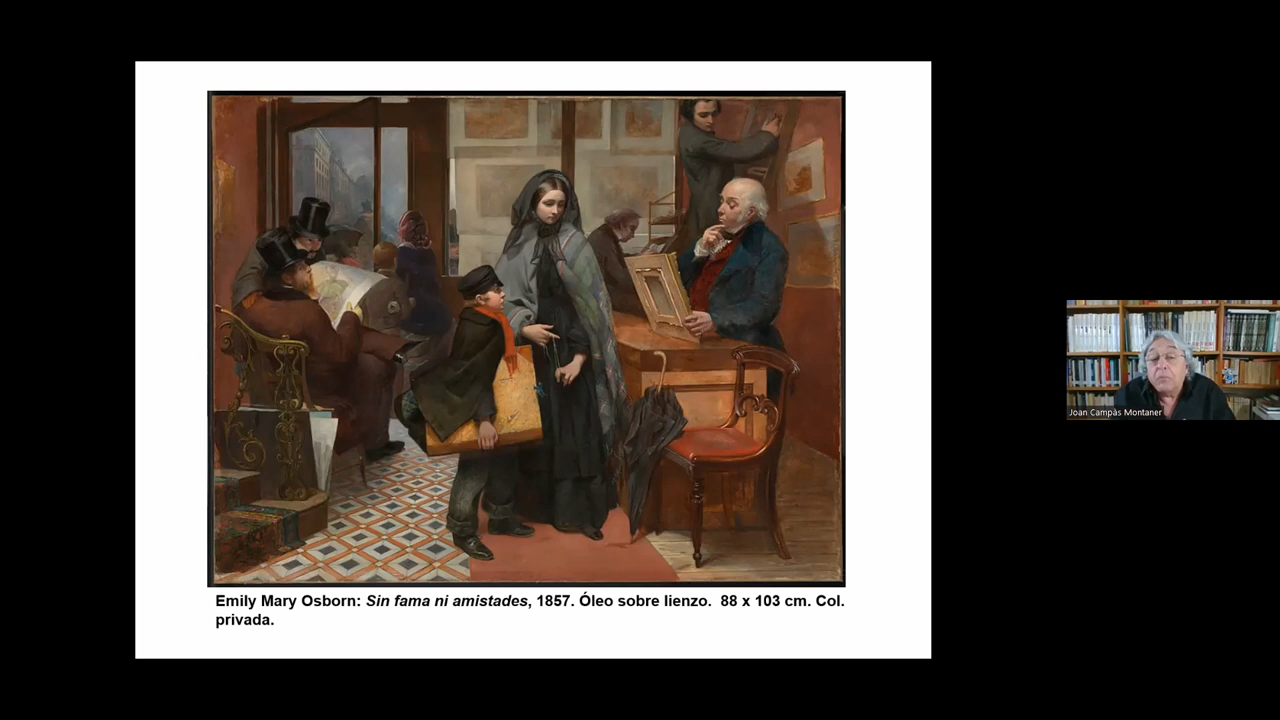 Emily Mary Osborn: Sin fama ni amistades, 1857. Óleo sobre lienzo.  88 x 103 cm. Col.
privada.
Joan Campàs Montaner